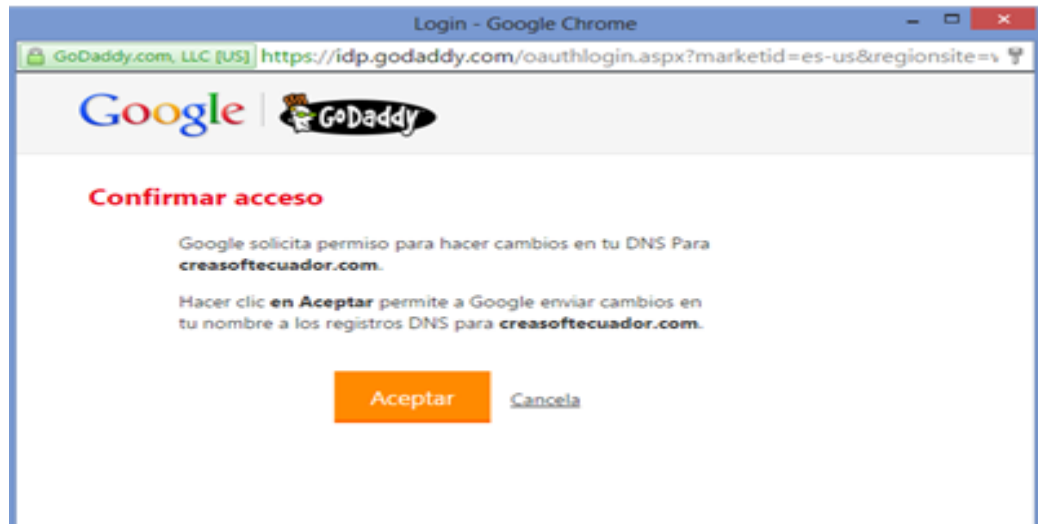 Login - Google Chrome
GoDaddy.com, LLC [US] https://idp.godaddy.com/oauthlogin.aspx?marketid=es-us&regionsite=
Google GoDaddy
Confirmar acceso
Google solicita permiso para hacer cambios en tu DNS Para
creasoftecuador.com.
Hacer clic en Aceptar permite a Google enviar cambios en
tu nombre a los registros DNS para creasoftecuador.com.
Aceptar Cancela